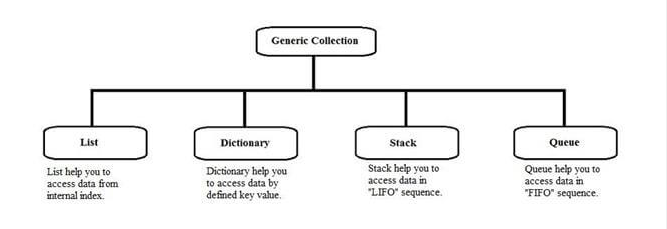 Generic Collection
List
Dictionary
Stack
Queue
List help you to
access data from
internal index.
Dictionary help you
to access data by
defined key value.
Stack help you to
access data in
"LIFO" sequence.
Queue help you to
access data in
"FIFO" sequence.